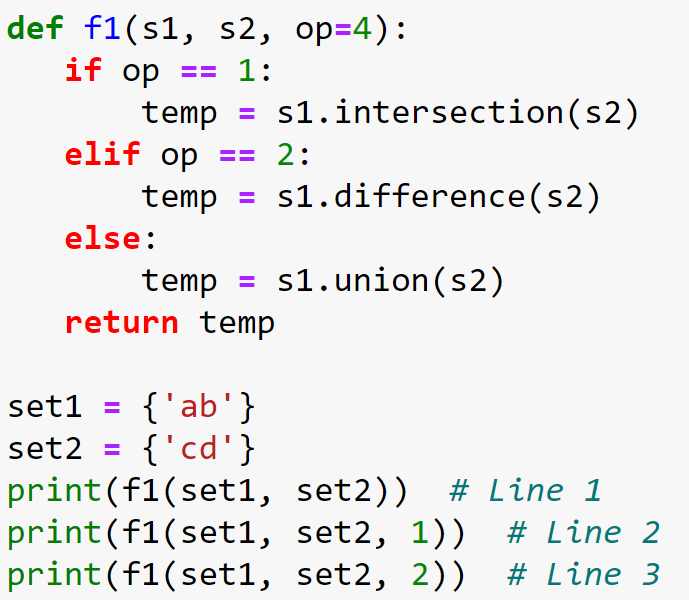 def f1(s1, s2, op=4):
   if op == 1:
       temp = s1.intersection(s2)
   elif op == 2:
       temp = s1.difference(s2)
   else:
       temp = s1.union(s2)
   return temp

set1 = {'ab'}
set2 = {'cd'}
print(f1(set1, set2))  # Line 1
print(f1(set1, set2, 1))  # Line 2
print(f1(set1, set2, 2))  # Line 3